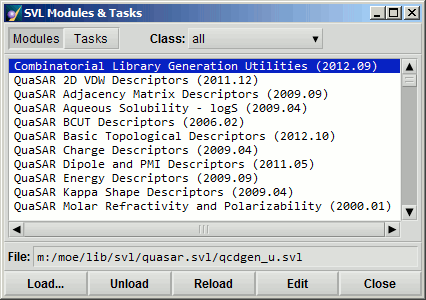 SVL Modules & Tasks
Modules Tasks Class: all
Combinatorial Library Generation Utilities (2012.09)
QuaSAR 2D VDW Descriptors (2011.12)
QuaSAR Adjacency Matrix Descriptors (2009.09)
QuaSAR Aqueous Solubility - logS (2009.04)
QuaSAR BCUT Descriptors (2006.02)
QuaSAR Basic Topological Descriptors (2012.10)
QuaSAR Charge Descriptors (2009.04)
QuaSAR Dipole and PMI Descriptors (2011.05)
QuaSAR Energy Descriptors (2009.09)
QuaSAR Kappa Shape Descriptors (2009.04)
QuaSAR Molar Refractivity and Polarizability (2000.01)
File: m:/moe/lib/svl/quasar.svl/qcdgen_u.svl
Load... Unload Reload Edit Close